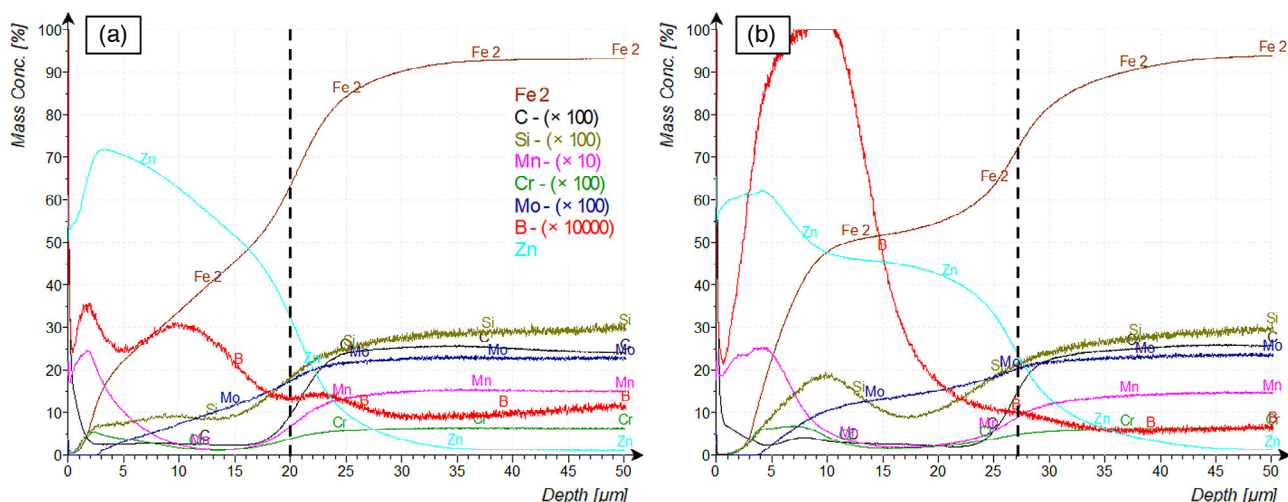 (a)
Mass Conc. [%]
100
90
80
70
60
50
40
30
20
10
0
0 5 10 15 20 25 30 35 40 45 50
Depth [µm]
Fe 2
C - (× 100)
Si - (× 100)
Mn - (× 10)
Cr - (× 100)
Mo - (× 100)
B - (× 10000)
Zn
Zn
Fe 2
Fe 2
Fe 2
Fe 2
B
Mo
C
Si
C
Mo
Zn
Si
C
Mo
Mn
B
Cr
Zn
Mn
B
Cr
Zn
Si
C
Mo
Mn
B
Cr
Zn
(b)
Mass Conc. [%]
100
90
80
70
60
50
40
30
20
10
0
0 5 10 15 20 25 30 35 40 45 50
Depth [µm]
Zn
Fe 2
B
Fe 2
Fe 2
Fe 2
Mo
Mn
Si
Mo
B
Zn
Si
C
Mo
Mn
B
Cr
Zn
Si
C
Mo
Mn
B
Cr
Zn